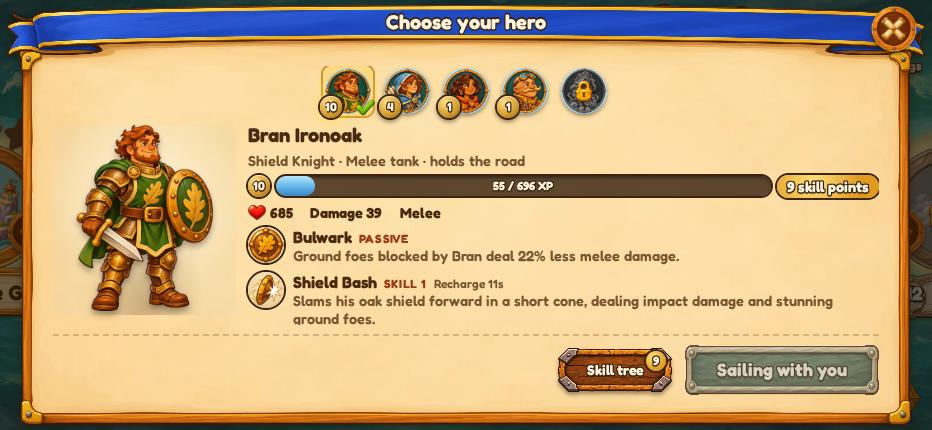 Choose your hero
10
4
1
1
Bran Ironoak
Shield Knight · Melee tank · holds the road
10
55 / 696 XP
9 skill points
685 Damage 39 Melee
Bulwark PASSIVE
Ground foes blocked by Bran deal 22% less melee damage.
Shield Bash SKILL 1 Recharge 11s
Slams his oak shield forward in a short cone, dealing impact damage and stunning
ground foes.
Skill tree
9
Sailing with you